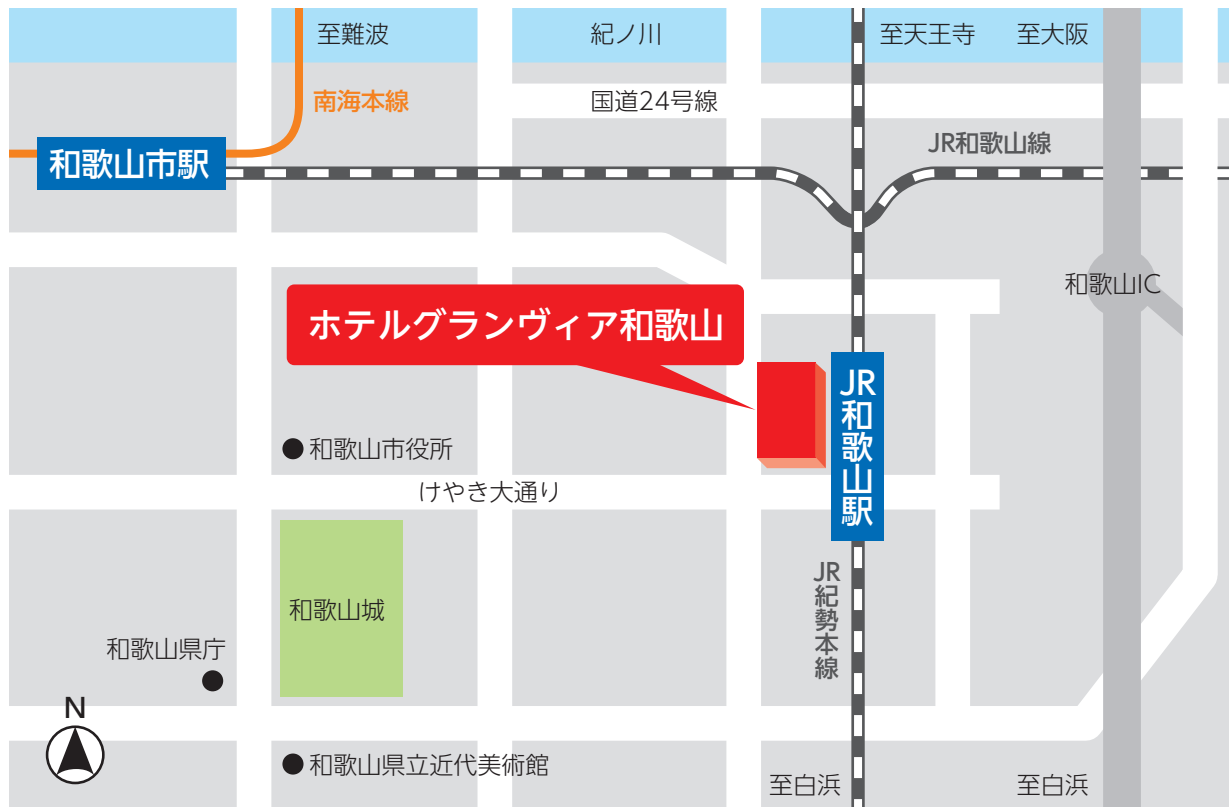 至難波
紀ノ川
至天王寺
至大阪
南海本線
国道24号線
JR和歌山線
和歌山市駅
和歌山IC
ホテルグランヴィア和歌山
JR和歌山駅
和歌山市役所
けやき大通り
JR紀勢本線
和歌山城
和歌山県庁
N
和歌山県立近代美術館
至白浜
至白浜